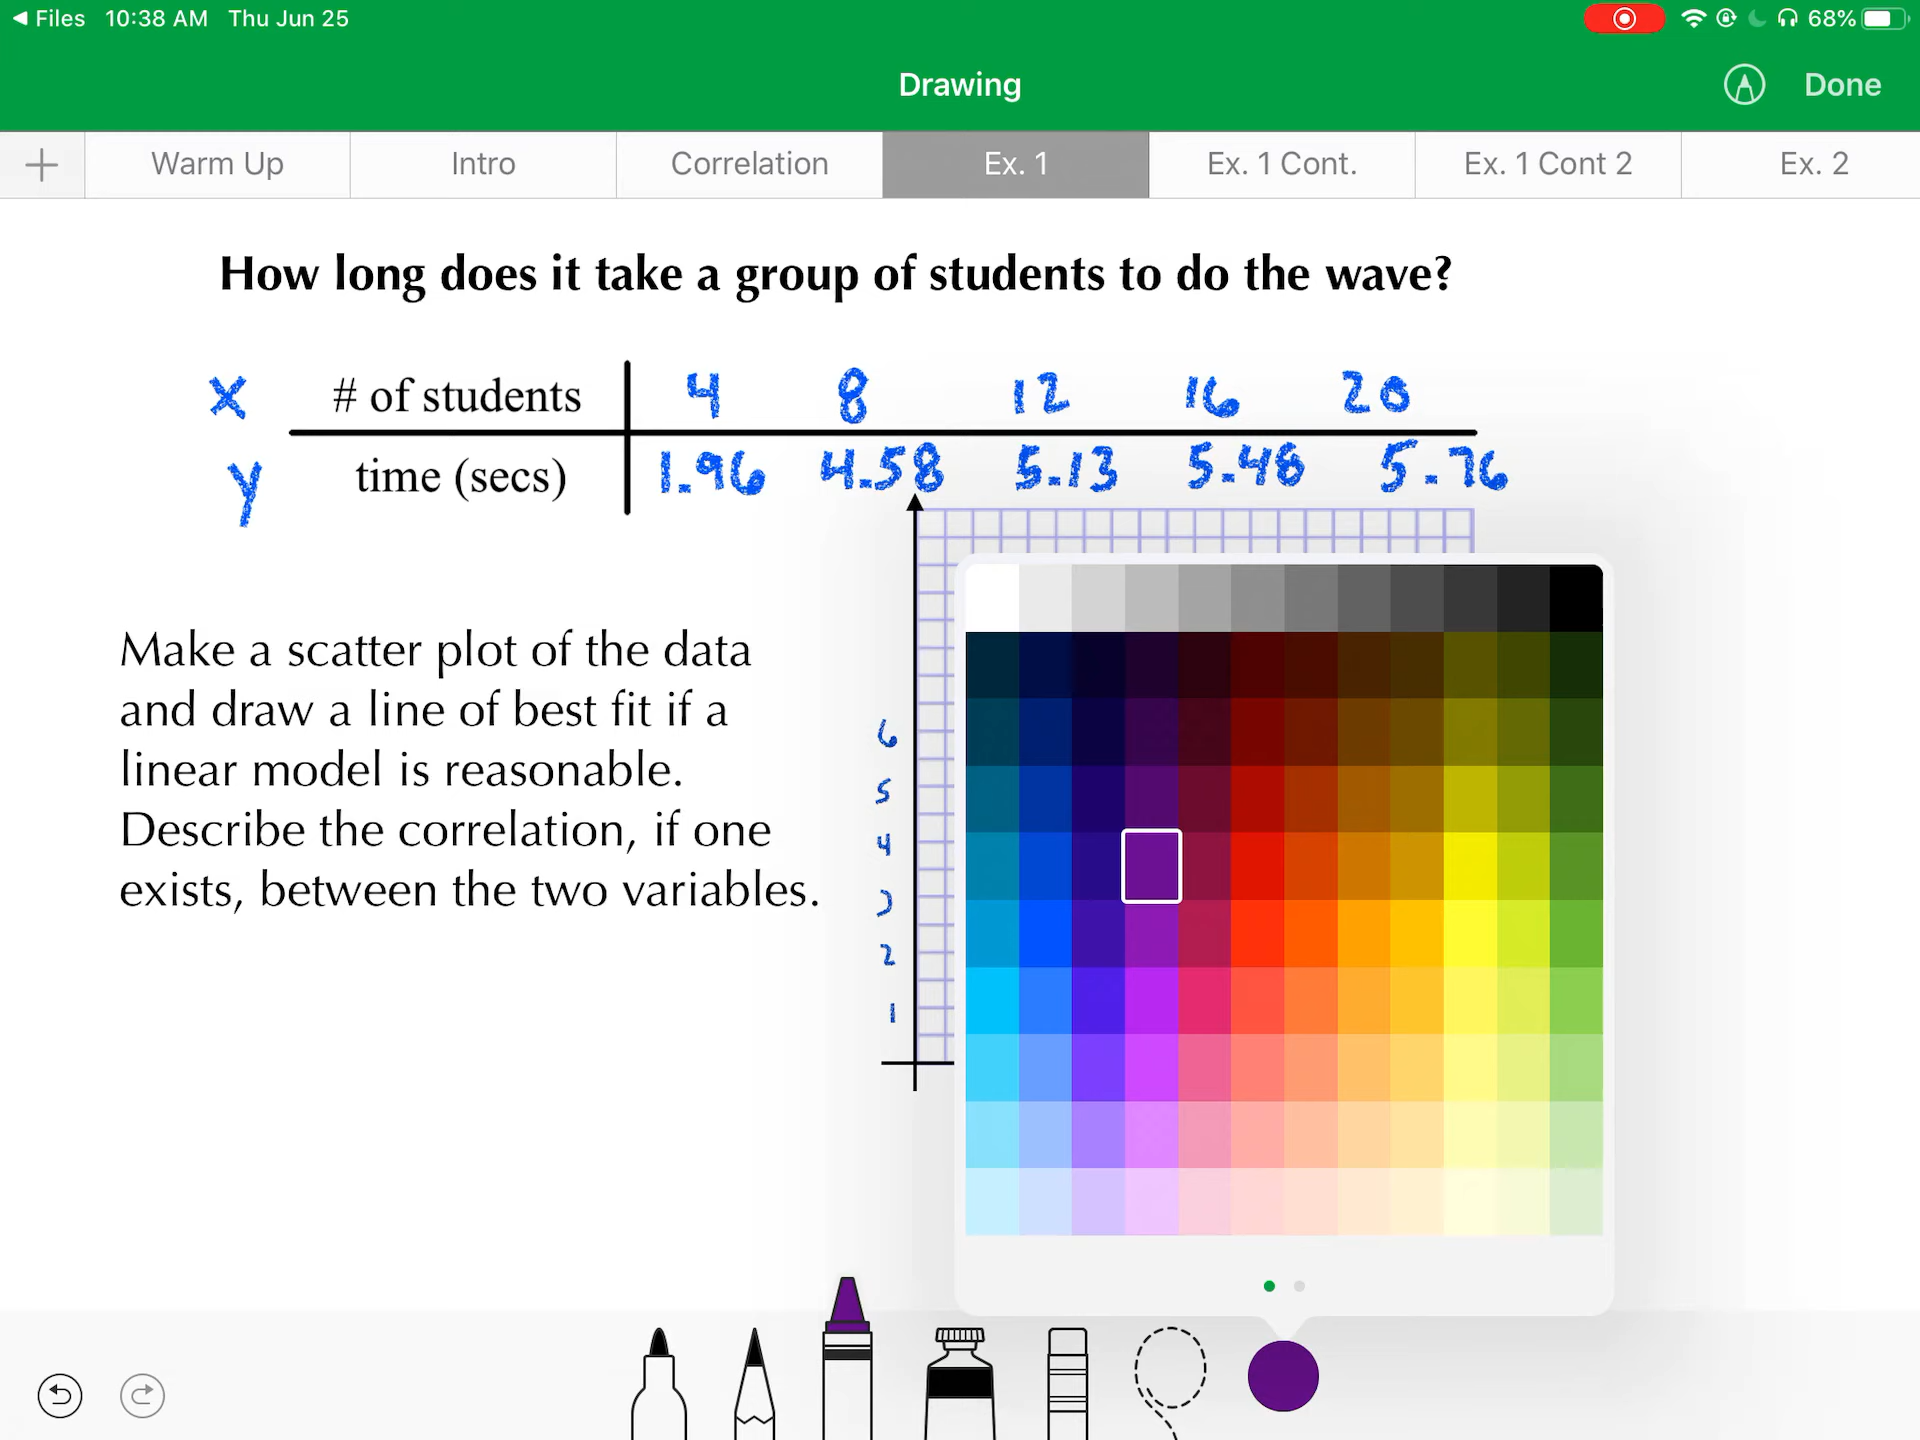 Files 10:38 AM Thu Jun 25 68%
Drawing Done
+ Warm Up Intro Correlation Ex. 1 Ex. 1 Cont. Ex. 1 Cont 2 Ex. 2
How long does it take a group of students to do the wave?
x # of students 4 8 12 16 20
y time (secs) 1.96 4.58 5.13 5.48 5.76
Make a scatter plot of the data
and draw a line of best fit if a
linear model is reasonable.
Describe the correlation, if one
exists, between the two variables.
6
5
4
3
2
1